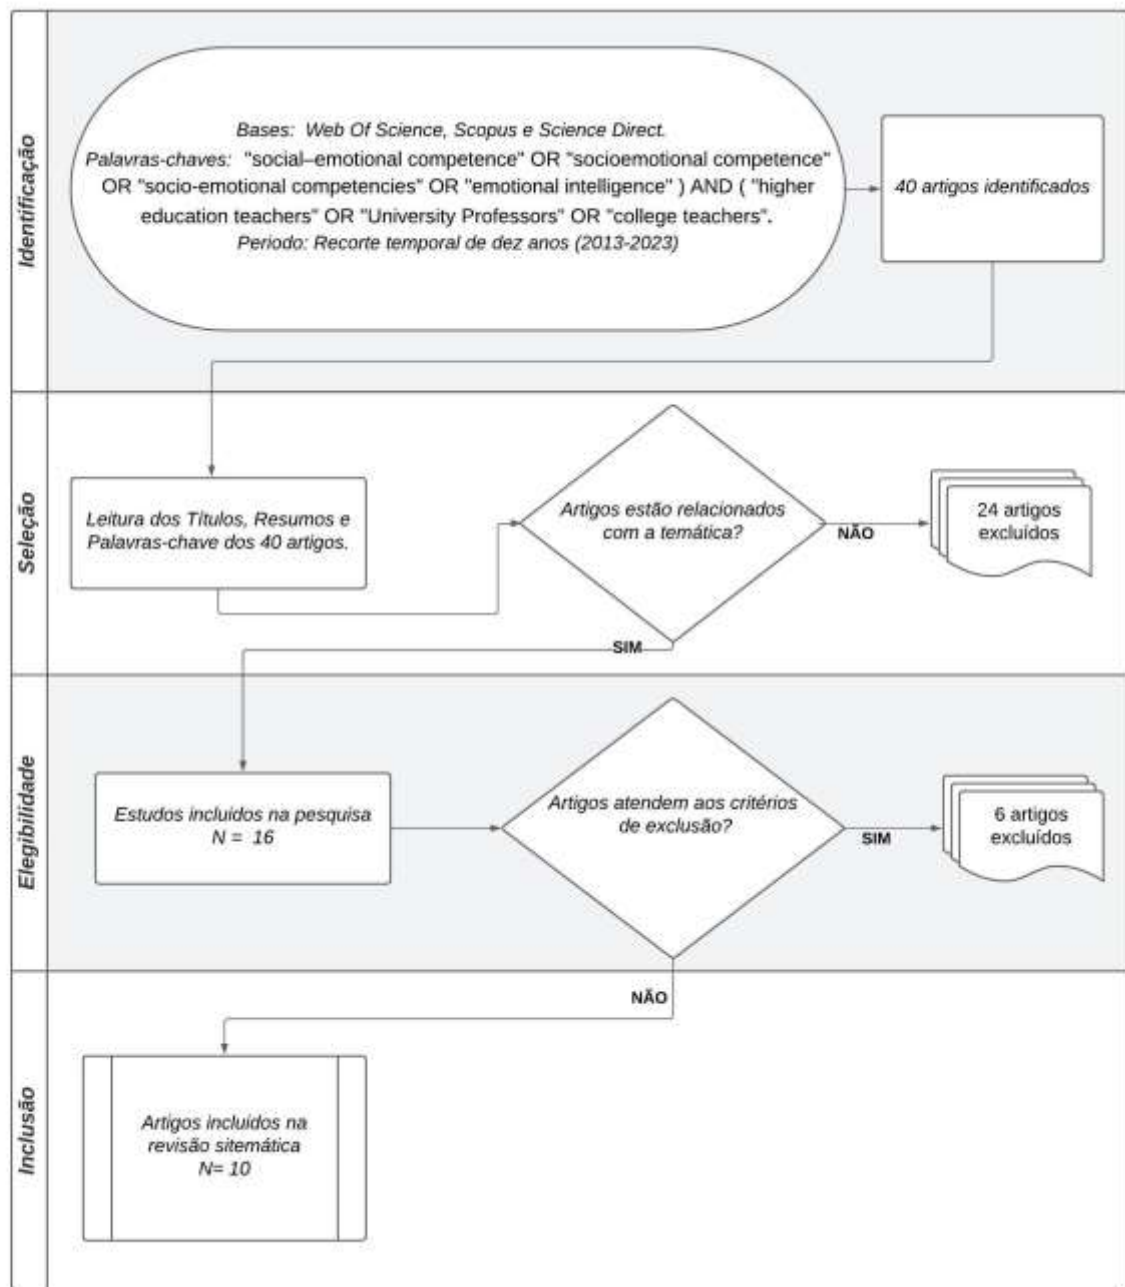 Identificação
Bases: Web Of Science, Scopus e Science Direct.
Palavras-chaves: "social–emotional competence" OR "socioemotional competence"
OR "socio-emotional competencies" OR "emotional intelligence" ) AND ( "higher
education teachers" OR "University Professors" OR "college teachers".
Periodo: Recorte temporal de dez anos (2013-2023)
40 artigos identificados
Seleção
Leitura dos Títulos, Resumos e
Palavras-chave dos 40 artigos.
Artigos estão relacionados
com a temática?
NÃO
24 artigos
excluídos
SIM
Elegibilidade
Estudos incluidos na pesquisa
N = 16
Artigos atendem aos critérios
de exclusão?
SIM
6 artigos
excluídos
NÃO
Inclusão
Artigos incluidos na
revisão sitemática
N= 10